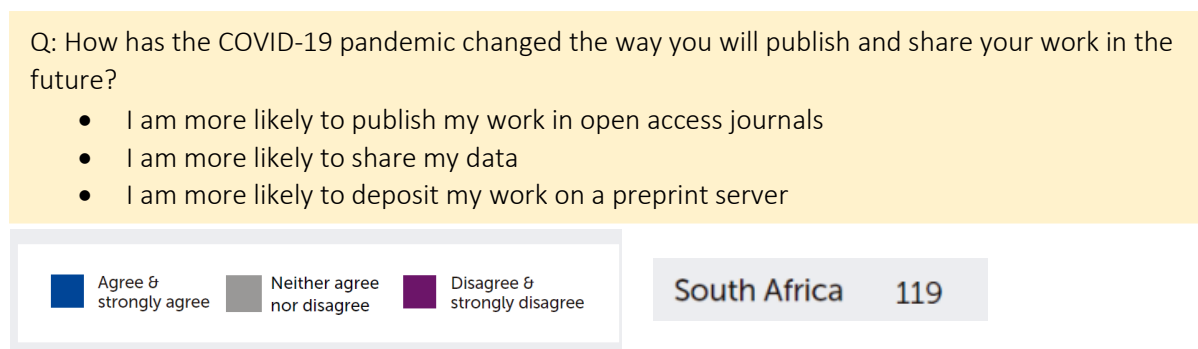 Q: How has the COVID-19 pandemic changed the way you will publish and share your work in the
future?
• I am more likely to publish my work in open access journals
• I am more likely to share my data
• I am more likely to deposit my work on a preprint server
Agree &
strongly agree
Neither agree
nor disagree
Disagree &
strongly disagree
South Africa 119